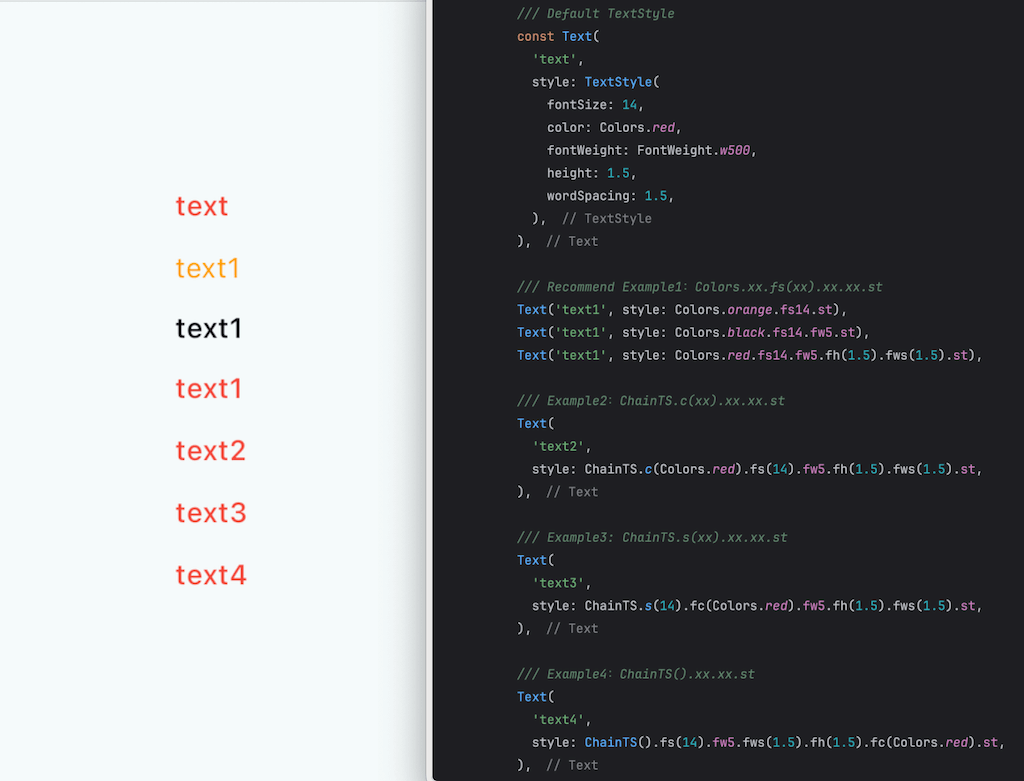 text
text1
text1
text1
text2
text3
text4
/// Default TextStyle
const Text(
'text',
style: TextStyle(
fontSize: 14,
color: Colors.red,
fontWeight: FontWeight.w500,
height: 1.5,
wordSpacing: 1.5,
), // TextStyle
), // Text
/// Recommend Example1: Colors.xx.fs(xx).xx.xx.st
Text('text1', style: Colors.orange.fs14.st),
Text('text1', style: Colors.black.fs14.fw5.st),
Text('text1', style: Colors.red.fs14.fw5.fh(1.5).fws(1.5).st),
/// Example2: ChainTS.c(xx).xx.xx.st
Text(
'text2',
style: ChainTS.c(Colors.red).fs(14).fw5.fh(1.5).fws(1.5).st,
), // Text
/// Example3: ChainTS.s(xx).xx.xx.st
Text(
'text3',
style: ChainTS.s(14).fc(Colors.red).fw5.fh(1.5).fws(1.5).st,
), // Text
/// Example4: ChainTS().xx.xx.st
Text(
'text4',
style: ChainTS().fs(14).fw5.fws(1.5).fh(1.5).fc(Colors.red).st,
), // Text